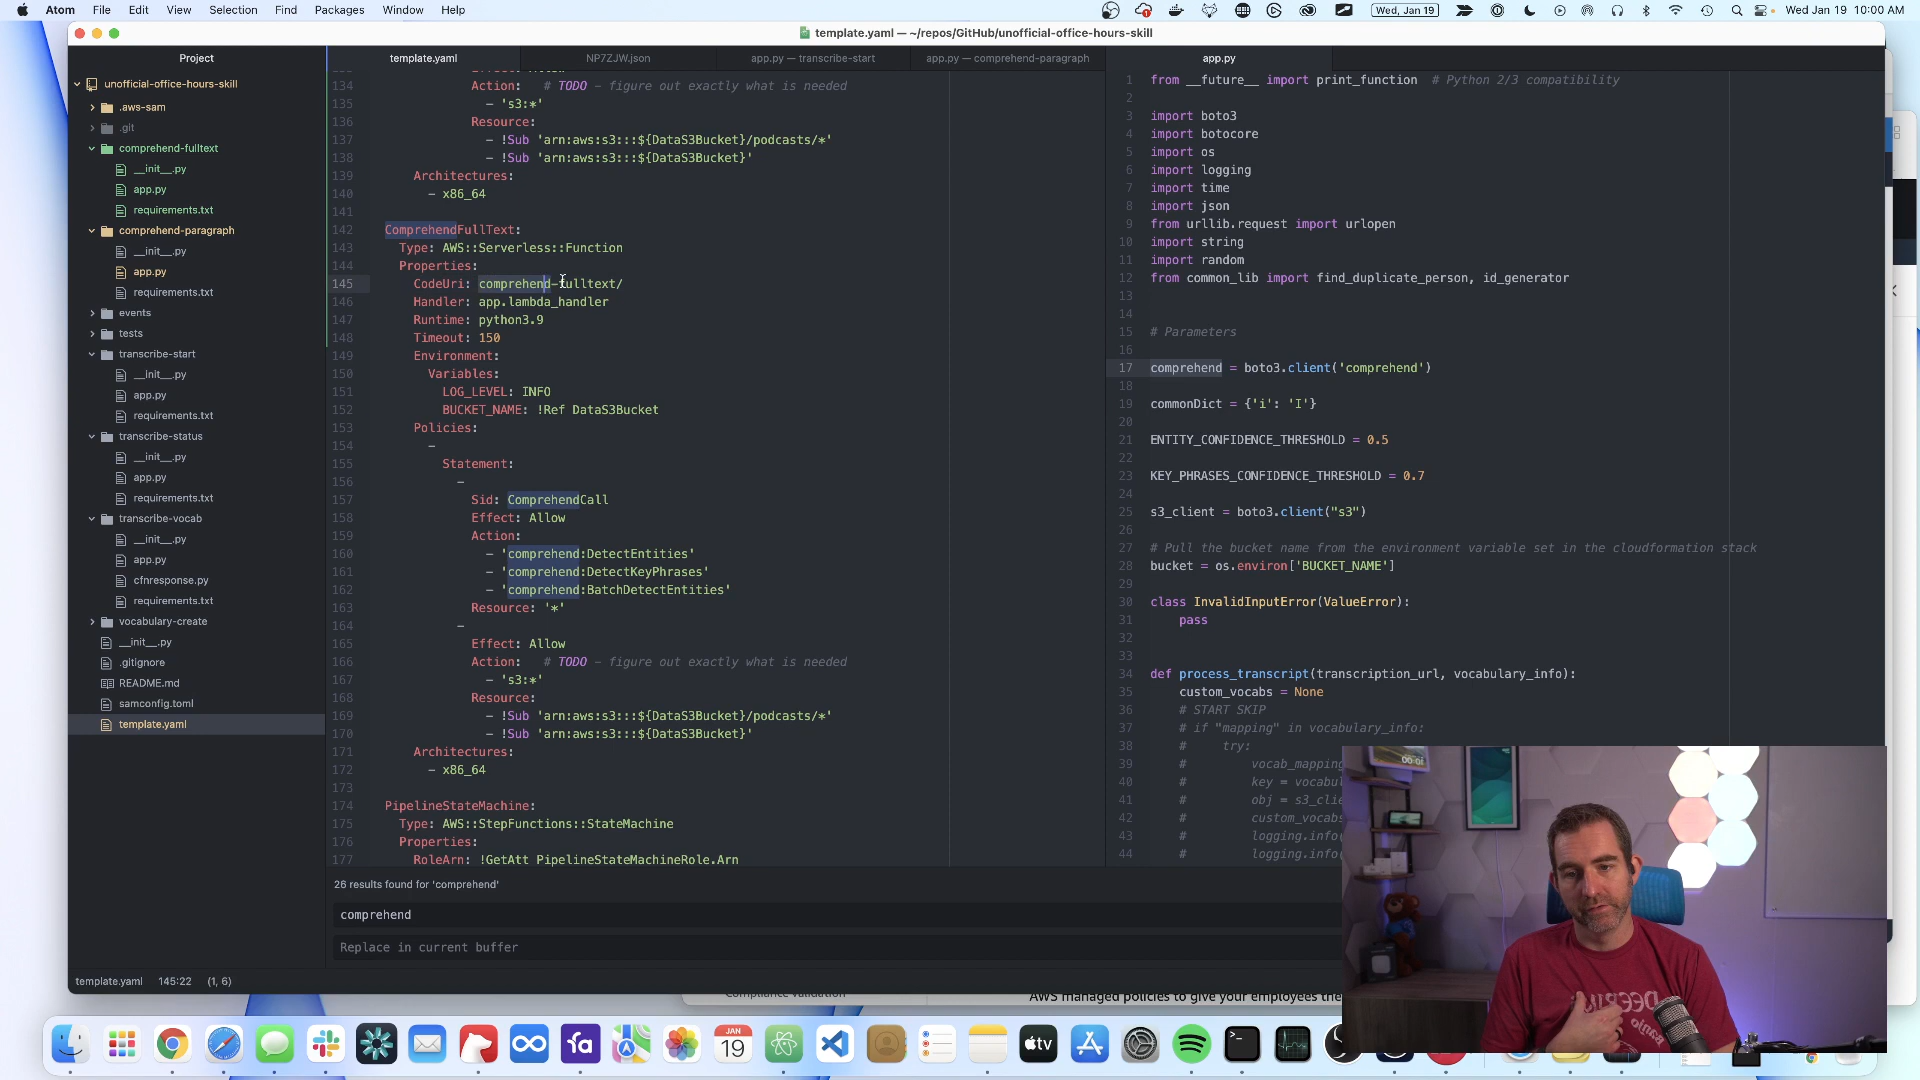 Atom File Edit View Selection Find Packages Window Help
Wed, Jan 19
Wed Jan 19 10:00 AM
template.yaml — ~/repos/GitHub/unofficial-office-hours-skill
Project
unofficial-office-hours-skill
.aws-sam
.git
comprehend-fulltext
__init__.py
app.py
requirements.txt
comprehend-paragraph
__init__.py
app.py
requirements.txt
events
tests
transcribe-start
__init__.py
app.py
requirements.txt
transcribe-status
__init__.py
app.py
requirements.txt
transcribe-vocab
__init__.py
app.py
cfnresponse.py
requirements.txt
vocabulary-create
__init__.py
.gitignore
README.md
samconfig.toml
template.yaml
template.yaml NP7ZJW.json app.py — transcribe-start app.py — comprehend-paragraph app.py
134 Action: # TODO – figure out exactly what is needed
135 - 's3:*'
136 Resource:
137 - !Sub 'arn:aws:s3:::${DataS3Bucket}/podcasts/*'
138 - !Sub 'arn:aws:s3:::${DataS3Bucket}'
139 Architectures:
140 - x86_64
141
142 ComprehendFullText:
143 Type: AWS::Serverless::Function
144 Properties:
145 CodeUri: comprehend-fulltext/
146 Handler: app.lambda_handler
147 Runtime: python3.9
148 Timeout: 150
149 Environment:
150 Variables:
151 LOG_LEVEL: INFO
152 BUCKET_NAME: !Ref DataS3Bucket
153 Policies:
154 -
155 Statement:
156 -
157 Sid: ComprehendCall
158 Effect: Allow
159 Action:
160 - 'comprehend:DetectEntities'
161 - 'comprehend:DetectKeyPhrases'
162 - 'comprehend:BatchDetectEntities'
163 Resource: '*'
164 -
165 Effect: Allow
166 Action: # TODO – figure out exactly what is needed
167 - 's3:*'
168 Resource:
169 - !Sub 'arn:aws:s3:::${DataS3Bucket}/podcasts/*'
170 - !Sub 'arn:aws:s3:::${DataS3Bucket}'
171 Architectures:
172 - x86_64
173
174 PipelineStateMachine:
175 Type: AWS::StepFunctions::StateMachine
176 Properties:
177 RoleArn: !GetAtt PipelineStateMachineRole.Arn
1 from __future__ import print_function # Python 2/3 compatibility
2
3 import boto3
4 import botocore
5 import os
6 import logging
7 import time
8 import json
9 from urllib.request import urlopen
10 import string
11 import random
12 from common_lib import find_duplicate_person, id_generator
13
14
15 # Parameters
16
17 comprehend = boto3.client('comprehend')
18
19 commonDict = {'i': 'I'}
20
21 ENTITY_CONFIDENCE_THRESHOLD = 0.5
22
23 KEY_PHRASES_CONFIDENCE_THRESHOLD = 0.7
24
25 s3_client = boto3.client("s3")
26
27 # Pull the bucket name from the environment variable set in the cloudformation stack
28 bucket = os.environ['BUCKET_NAME']
29
30 class InvalidInputError(ValueError):
31 pass
32
33
34 def process_transcript(transcription_url, vocabulary_info):
35 custom_vocabs = None
36 # START SKIP
37 # if "mapping" in vocabulary_info:
38 # try:
39 # vocab_mapping
40 # key = vocabul
41 # obj = s3_clie
42 # custom_vocabs
43 # logging.info(
44 # logging.info(
26 results found for 'comprehend'
comprehend
Replace in current buffer
template.yaml 145:22 (1, 6)
AWS managed policies to give your employees the
JAN
19
tv